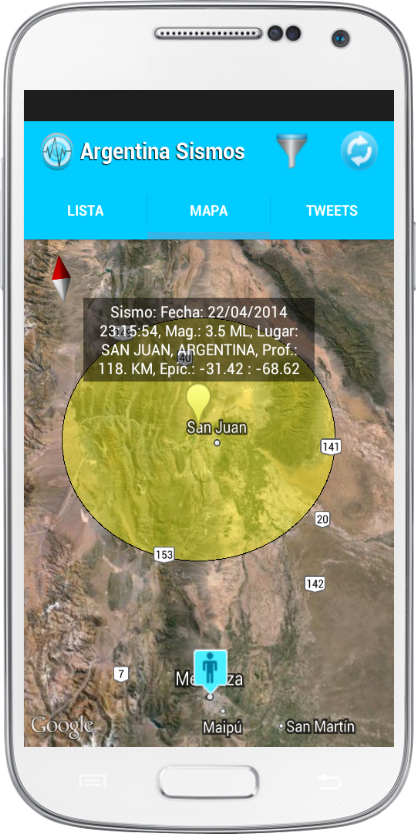 Argentina Sismos
LISTA MAPA TWEETS
Sismo: Fecha: 22/04/2014
23:15:54, Mag.: 3.5 ML, Lugar:
SAN JUAN, ARGENTINA, Prof.:
118. KM, Epic.: -31.42 : -68.62
40
San Juan
141
20
153
142
7
Maipú
San Martín
Google